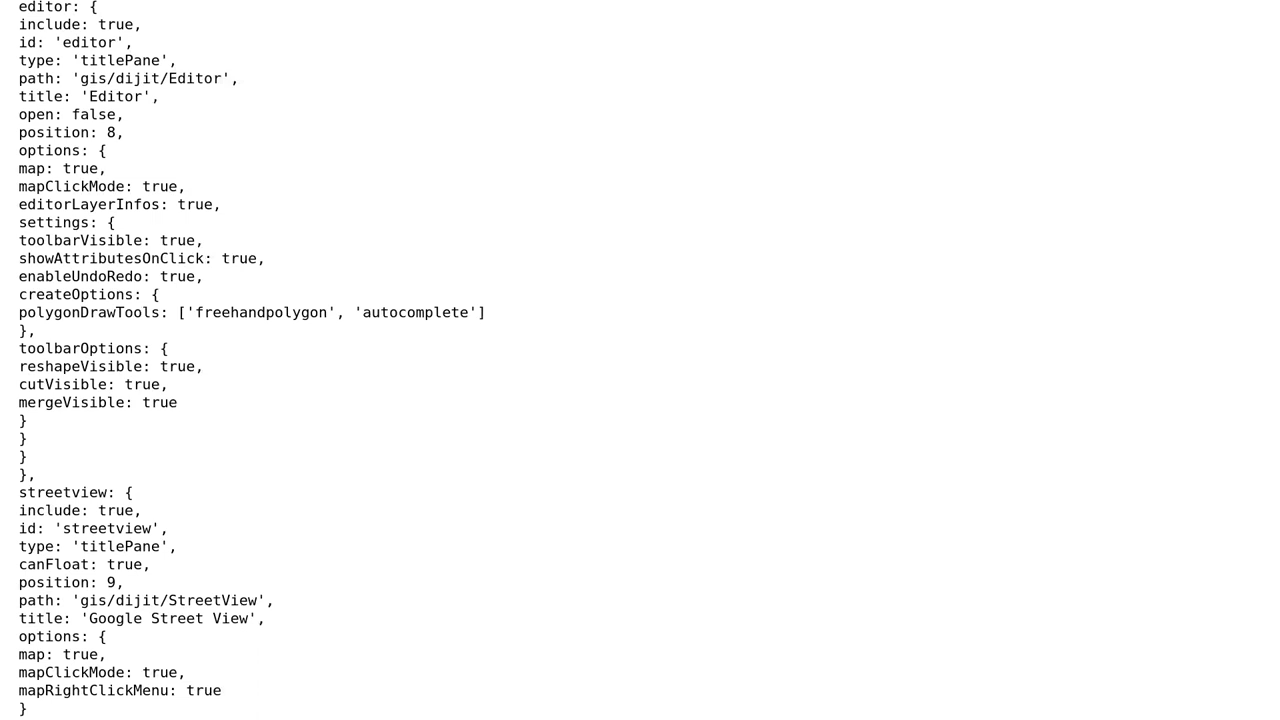 editor: {
include: true,
id: 'editor',
type: 'titlePane',
path: 'gis/dijit/Editor',
title: 'Editor',
open: false,
position: 8,
options: {
map: true,
mapClickMode: true,
editorLayerInfos: true,
settings: {
toolbarVisible: true,
showAttributesOnClick: true,
enableUndoRedo: true,
createOptions: {
polygonDrawTools: ['freehandpolygon', 'autocomplete']
},
toolbarOptions: {
reshapeVisible: true,
cutVisible: true,
mergeVisible: true
}
}
}
},
streetview: {
include: true,
id: 'streetview',
type: 'titlePane',
canFloat: true,
position: 9,
path: 'gis/dijit/StreetView',
title: 'Google Street View',
options: {
map: true,
mapClickMode: true,
mapRightClickMenu: true
}